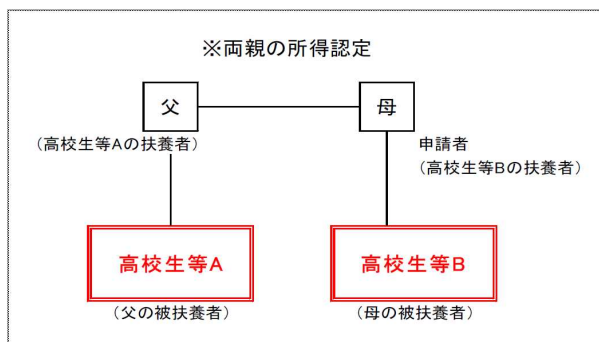 ※両親の所得認定
父
母
(高校生等Aの扶養者)
申請者
(高校生等Bの扶養者)
高校生等A
高校生等B
(父の被扶養者)
(母の被扶養者)